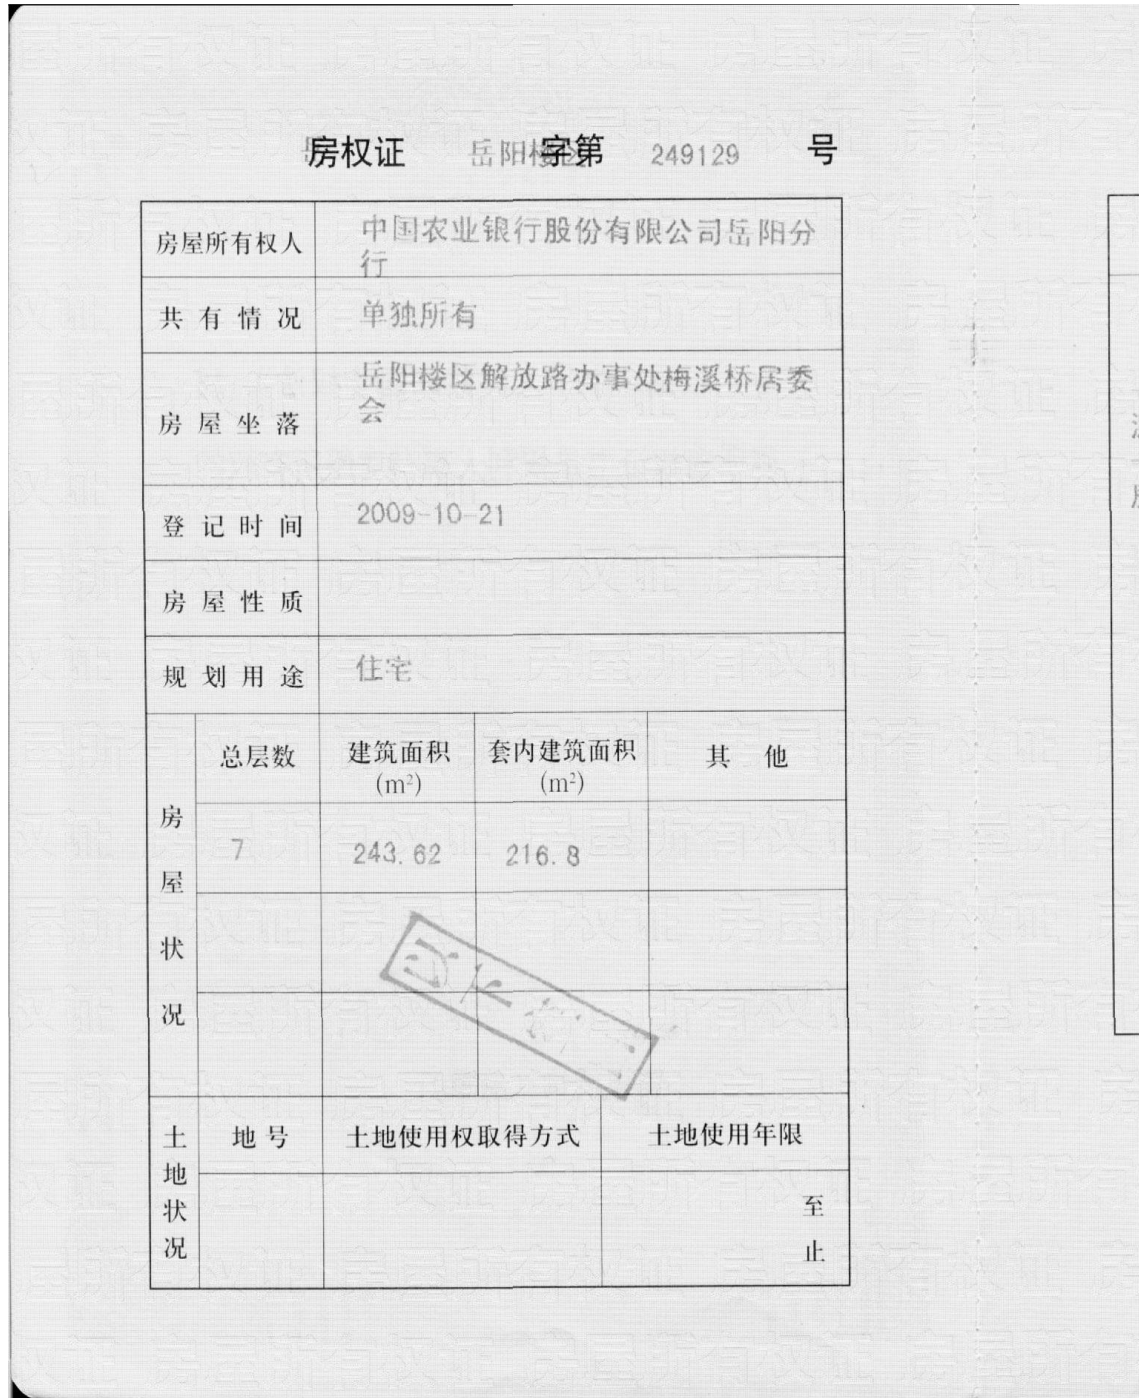 岳房权证 岳阳楼区字第 249129 号
房屋所有权人 中国农业银行股份有限公司岳阳分
行
共有情况 单独所有
房屋坐落 岳阳楼区解放路办事处梅溪桥居委
会
登记时间 2009-10-21
房屋性质
规划用途 住宅
房屋状况
总层数 建筑面积(m²) 套内建筑面积(m²) 其他
7 243.62 216.8
土地状况
地号 土地使用权取得方式 土地使用年限
至
止